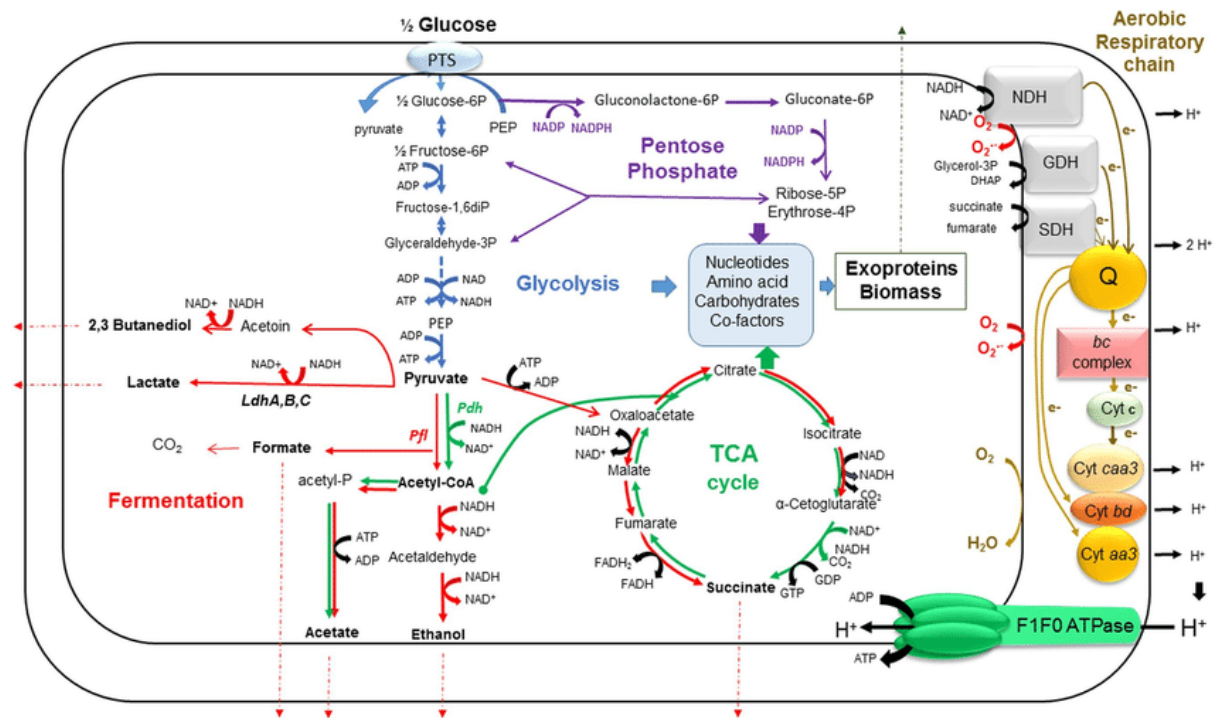 ½ Glucose
PTS
½ Glucose-6P
Gluconolactone-6P
Gluconate-6P
pyruvate
PEP
NADP
NADPH
NADP
NADPH
½ Fructose-6P
ATP
ADP
Pentose
Phosphate
Fructose-1,6diP
Ribose-5P
Erythrose-4P
Glyceraldehyde-3P
ADP
NAD
ATP
NADH
Glycolysis
Nucleotides
Amino acid
Carbohydrates
Co-factors
Exoproteins
Biomass
PEP
ADP
ATP
Pyruvate
NAD+
NADH
2,3 Butanediol
Acetoin
NAD+
NADH
Lactate
LdhA,B,C
ATP
ADP
Pfl
Pdh
NADH
NAD⁺
CO₂
Formate
acetyl-P
Acetyl-CoA
Fermentation
NADH
NAD⁺
ATP
ADP
Acetaldehyde
NADH
NAD⁺
Acetate
Ethanol
Citrate
Oxaloacetate
Isocitrate
NADH
NAD⁺
NAD
NADH
CO₂
Malate
TCA
cycle
α-Cetoglutarate
Fumarate
NAD⁺
NADH
CO₂
FADH₂
FADH
GDP
GTP
Succinate
Aerobic
Respiratory
chain
NADH
NAD⁺
NDH
H⁺
O₂
O₂·-
e-
Glycerol-3P
DHAP
GDH
e-
succinate
fumarate
SDH
e-
2 H⁺
Q
O₂
O₂·-
e-
H⁺
bc
complex
e-
Cyt c
e-
e-
O₂
H₂O
Cyt caa3
H⁺
Cyt bd
H⁺
Cyt aa3
H⁺
ADP
H⁺
ATP
F1F0 ATPase
H⁺